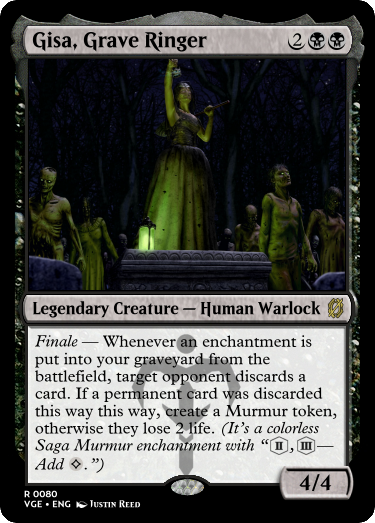 Gisa, Grave Ringer 2
Legendary Creature — Human Warlock
Finale — Whenever an enchantment is
put into your graveyard from the
battlefield, target opponent discards a
card. If a permanent card was discarded
this way this way, create a Murmur token,
otherwise they lose 2 life. (It's a colorless
Saga Murmur enchantment with “II, III—
Add C.”)
4/4
R 0080
VGE • ENG Justin Reed